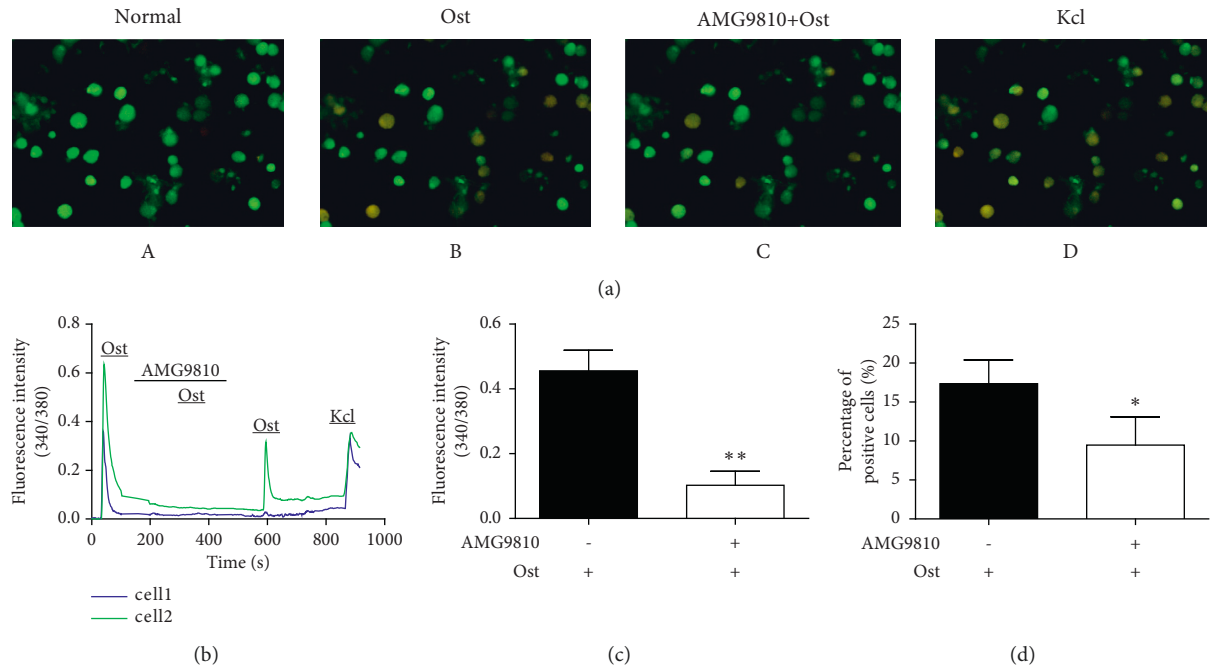 Normal
Ost
AMG9810+Ost
Kcl
A
B
C
D
(a)
Fluorescence intensity
(340/380)
0.8
0.6
0.4
0.2
0.0
Ost
AMG9810
Ost
Ost
Kcl
0
200
400
600
800
1000
Time (s)
cell1
cell2
(b)
Fluorescence intensity
(340/380)
0.6
0.4
0.2
0.0
**
AMG9810 - +
Ost + +
(c)
Percentage of
positive cells (%)
25
20
15
10
5
0
*
AMG9810 - +
Ost + +
(d)